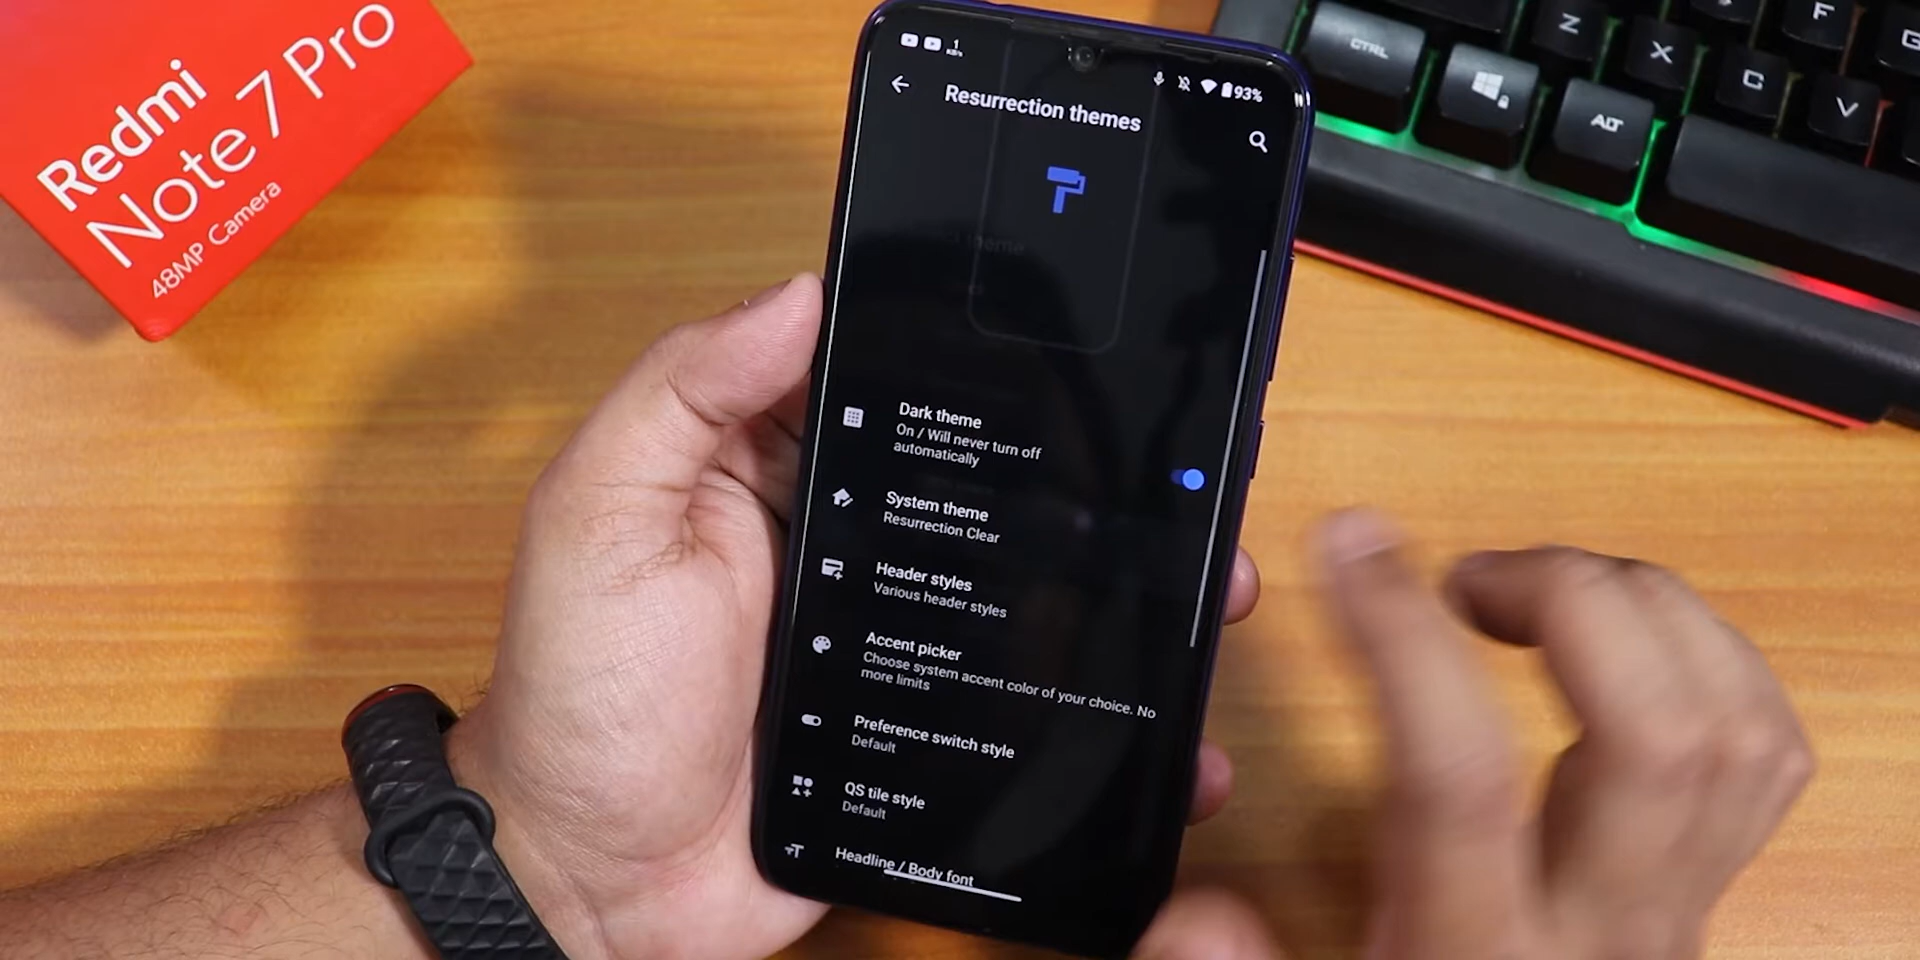 Redmi
Note 7 Pro
48MP Camera
1
KB/s
93%
Resurrection themes
Dark theme
On / Will never turn off
automatically
System theme
Resurrection Clear
Header styles
Various header styles
Accent picker
Choose system accent color of your choice. No
more limits
Preference switch style
Default
QS tile style
Default
Headline / Body font
CTRL
ALT
Z
X
C
V
F
G